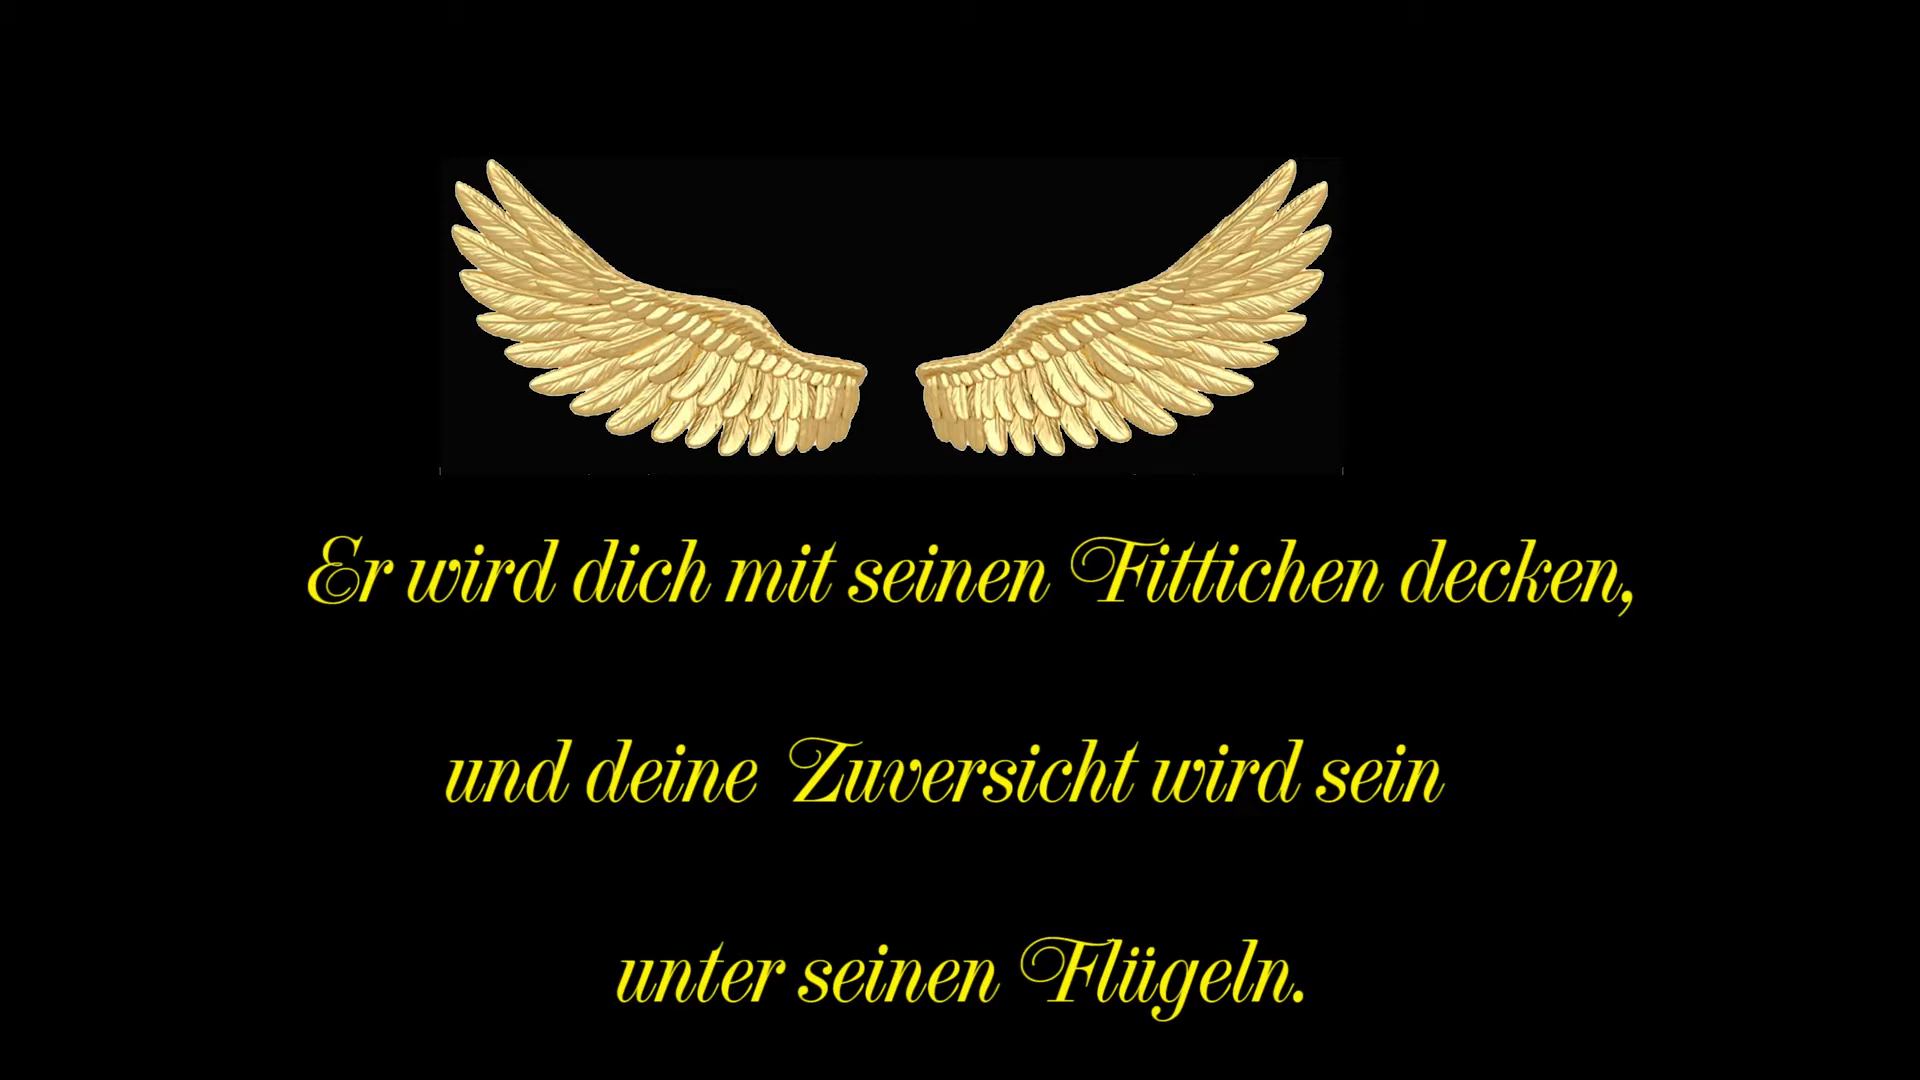 Er wird dich mit seinen Fittichen decken,
und deine Zuversicht wird sein
unter seinen Flügeln.